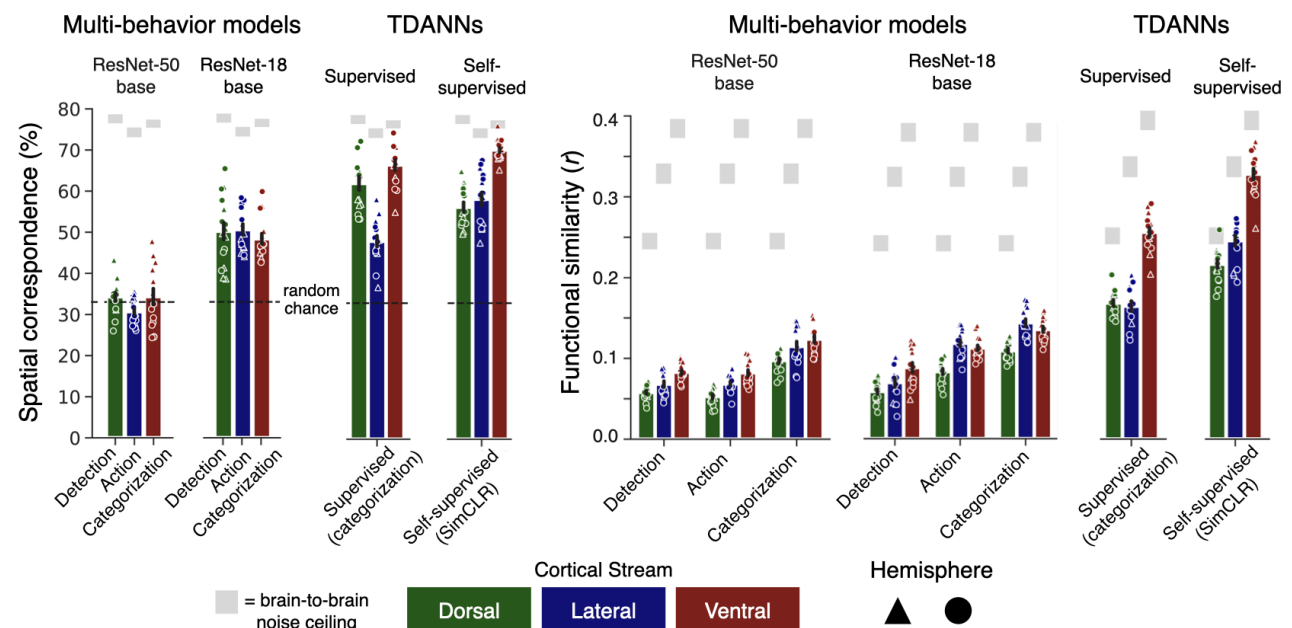 Multi-behavior models
TDANNs
Multi-behavior models
TDANNs
ResNet-50
base
ResNet-18
base
Supervised
Self-
supervised
ResNet-50
base
ResNet-18
base
Supervised
Self-
supervised
Spatial correspondence (%)
80
70
60
50
40
30
20
10
0
random
chance
Detection
Action
Categorization
Detection
Action
Categorization
Supervised
(categorization)
Self-supervised
(SimCLR)
Functional similarity (r)
0.4
0.3
0.2
0.1
0.0
Detection
Action
Categorization
Detection
Action
Categorization
Supervised
(categorization)
Self-supervised
(SimCLR)
= brain-to-brain
noise ceiling
Cortical Stream
Dorsal
Lateral
Ventral
Hemisphere